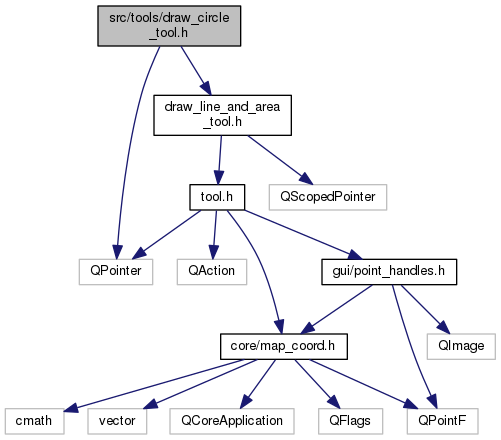 src/tools/draw_circle
_tool.h
draw_line_and_area
_tool.h
tool.h
QScopedPointer
QPointer
QAction
gui/point_handles.h
core/map_coord.h
QImage
cmath
vector
QCoreApplication
QFlags
QPointF